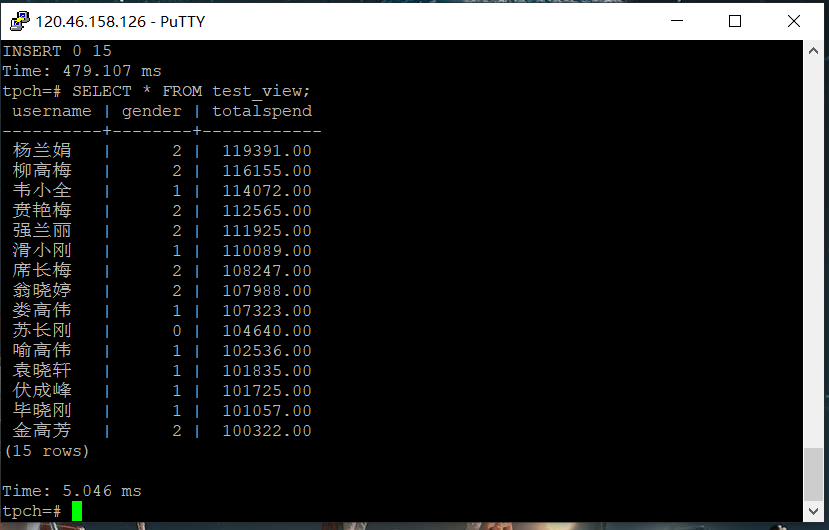 120.46.158.126 - PuTTY
INSERT 0 15
Time: 479.107 ms
tpch=# SELECT * FROM test_view;
 username | gender | totalspend
----------+--------+------------
 杨兰娟   |      2 |  119391.00
 柳高梅   |      2 |  116155.00
 韦小全   |      1 |  114072.00
 贲艳梅   |      2 |  112565.00
 强兰丽   |      2 |  111925.00
 滑小刚   |      1 |  110089.00
 席长梅   |      2 |  108247.00
 翁晓婷   |      2 |  107988.00
 娄高伟   |      1 |  107323.00
 苏长刚   |      0 |  104640.00
 喻高伟   |      1 |  102536.00
 袁晓轩   |      1 |  101835.00
 伏成峰   |      1 |  101725.00
 毕晓刚   |      1 |  101057.00
 金高芳   |      2 |  100322.00
(15 rows)
Time: 5.046 ms
tpch=#